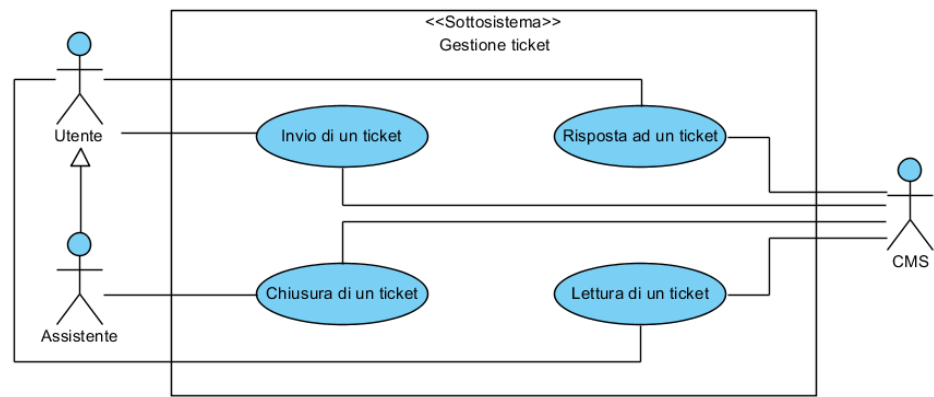 <<Sottosistema>>
Gestione ticket
Utente
Invio di un ticket
Risposta ad un ticket
CMS
Chiusura di un ticket
Lettura di un ticket
Assistente